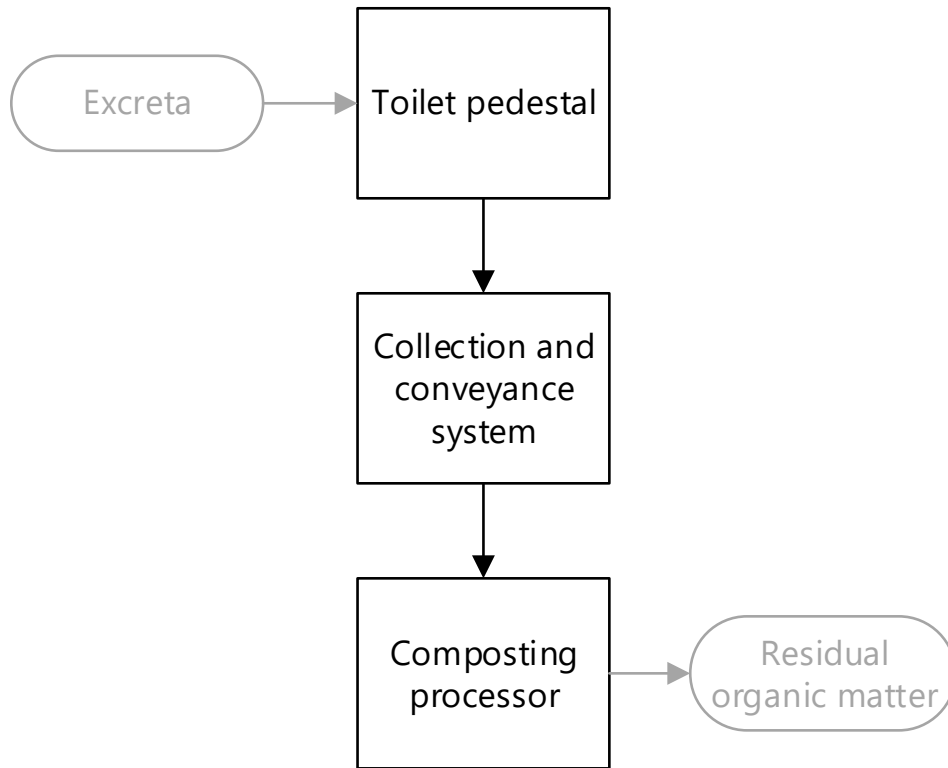 Excreta
Toilet pedestal
Collection and
conveyance
system
Composting
processor
Residual
organic matter